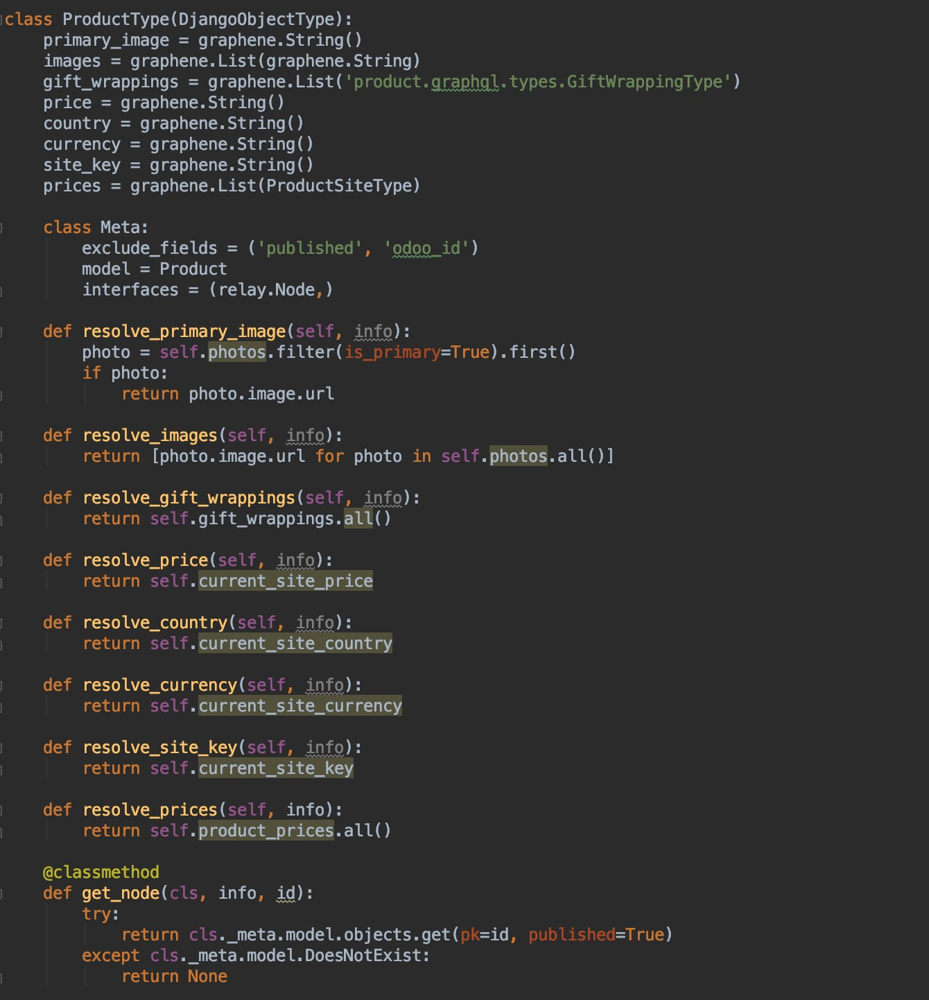 class ProductType(DjangoObjectType):
    primary_image = graphene.String()
    images = graphene.List(graphene.String)
    gift_wrappings = graphene.List('product.graphql.types.GiftWrappingType')
    price = graphene.String()
    country = graphene.String()
    currency = graphene.String()
    site_key = graphene.String()
    prices = graphene.List(ProductSiteType)

    class Meta:
        exclude_fields = ('published', 'odoo_id')
        model = Product
        interfaces = (relay.Node,)

    def resolve_primary_image(self, info):
        photo = self.photos.filter(is_primary=True).first()
        if photo:
            return photo.image.url

    def resolve_images(self, info):
        return [photo.image.url for photo in self.photos.all()]

    def resolve_gift_wrappings(self, info):
        return self.gift_wrappings.all()

    def resolve_price(self, info):
        return self.current_site_price

    def resolve_country(self, info):
        return self.current_site_country

    def resolve_currency(self, info):
        return self.current_site_currency

    def resolve_site_key(self, info):
        return self.current_site_key

    def resolve_prices(self, info):
        return self.product_prices.all()

    @classmethod
    def get_node(cls, info, id):
        try:
            return cls._meta.model.objects.get(pk=id, published=True)
        except cls._meta.model.DoesNotExist:
            return None